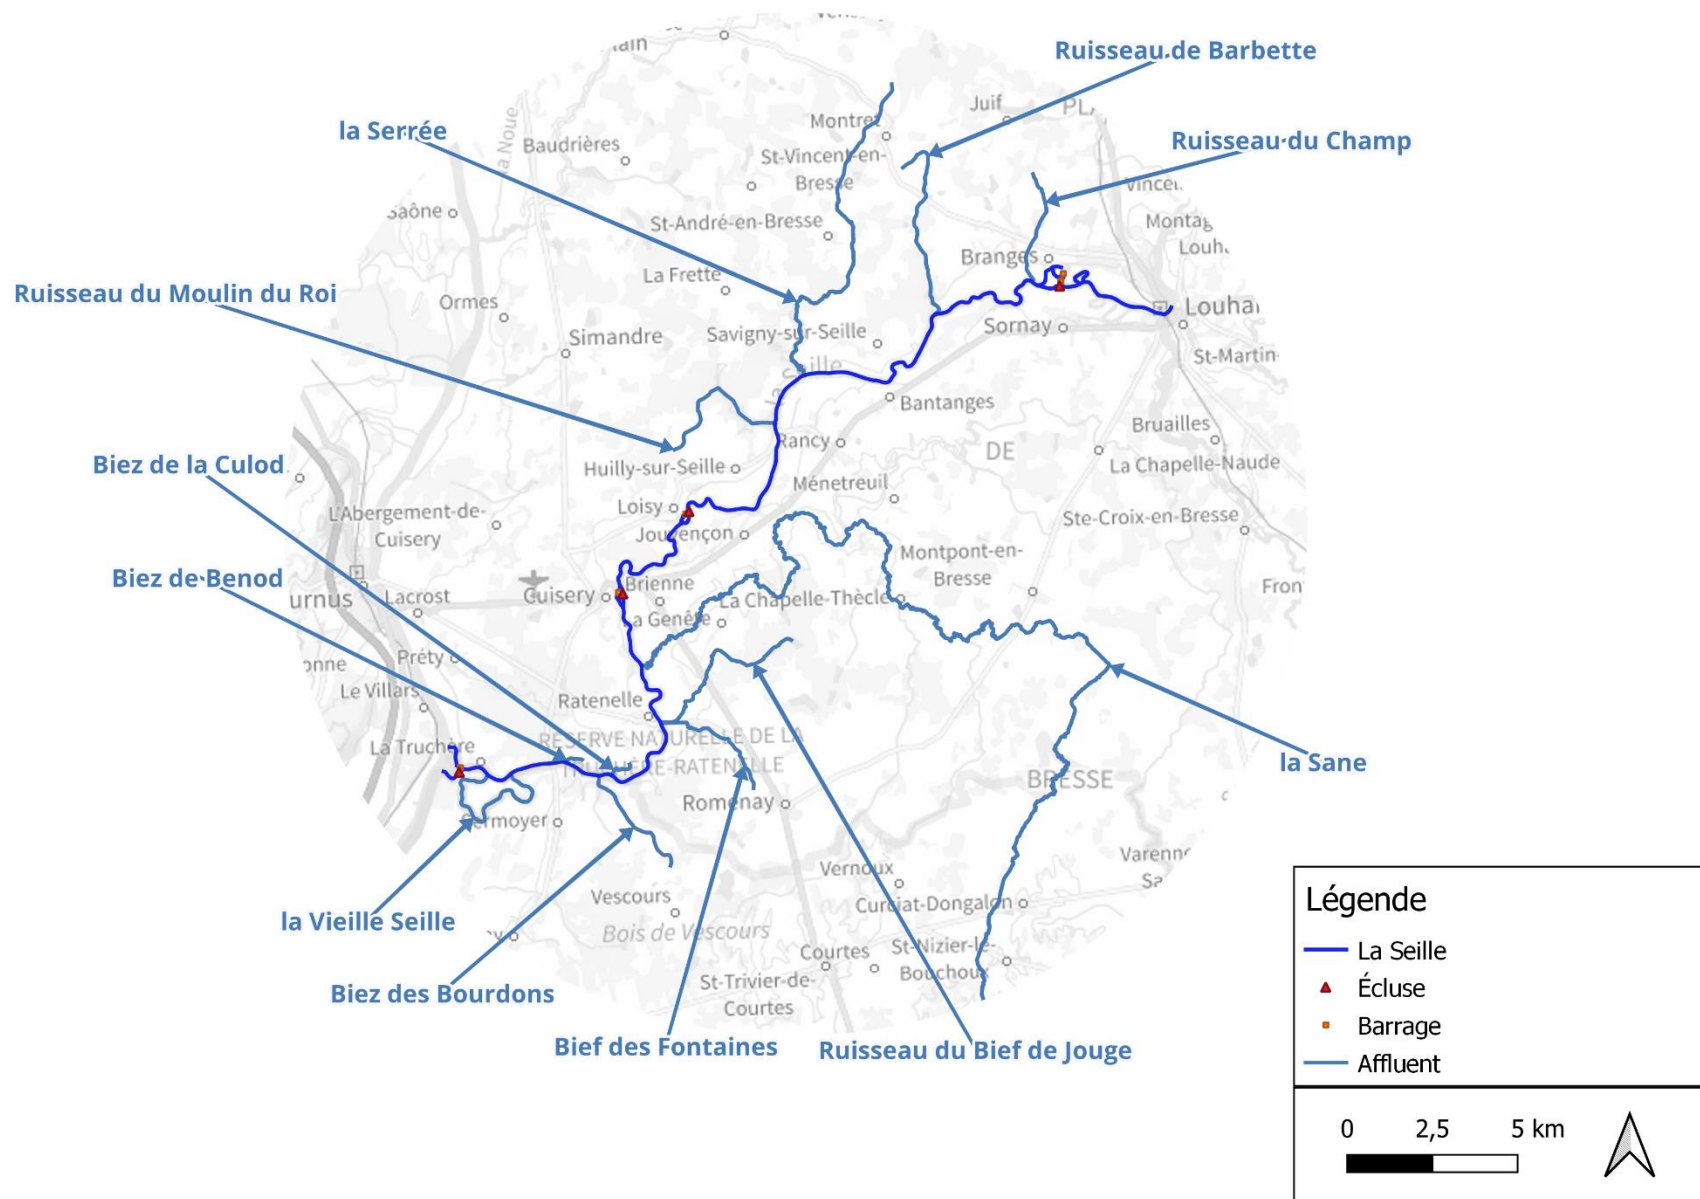 Ruisseau de Barbette
Juif
Montret
la Serrée
Baudrières
Ruisseau du Champ
St-Vincent-en-
Bresse
St-André-en-Bresse
Branges
La Frette
Ruisseau du Moulin du Roi
Ormes
Simandre
Savigny-sur-Seille
Sornay
Bantanges
Bruailles
Rancy
DE
Biez de la Culod
Huilly-sur-Seille
La Chapelle-Naude
Ménetreuil
Loisy
L'Abergement-de-
Cuisery
Jouvençon
Ste-Croix-en-Bresse
Montpont-en-
Bresse
Biez de Benod
Brienne
Cuisery
Lacrost
La Chapelle-Thècle
Préty
Le Villars
Ratenelle
La Truchère
RÉSERVE NATURELLE DE LA
TRUCHÈRE-RATENELLE
la Sane
BRESSE
Romenay
Sermoyer
Vernoux
Vescours
Curciat-Dongalon
la Vieille Seille
Bois de Vescours
Courtes
St-Nizier-le-
Bouchoux
St-Trivier-de-
Courtes
Biez des Bourdons
Bief des Fontaines
Ruisseau du Bief de Jouge
Légende
La Seille
Écluse
Barrage
Affluent
0 2,5 5 km